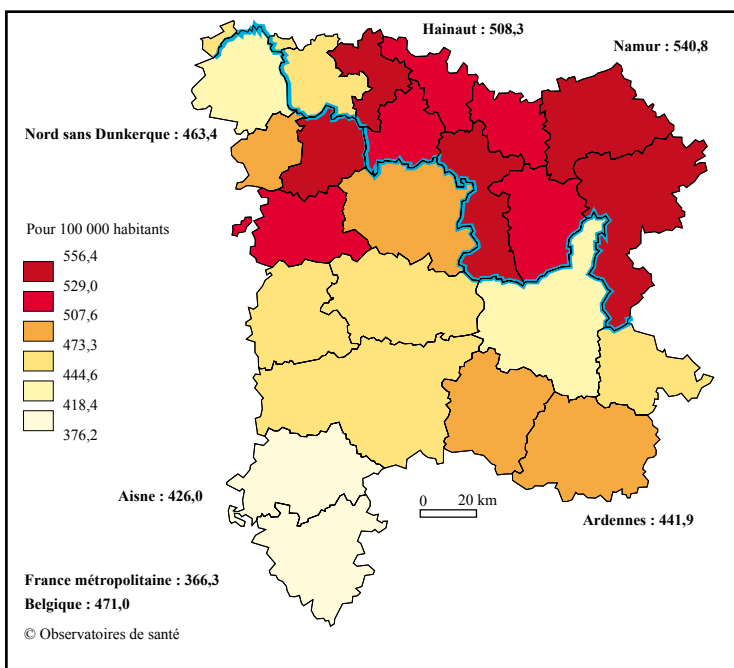 Hainaut : 508,3
Namur : 540,8
Nord sans Dunkerque : 463,4
Pour 100 000 habitants
556,4
529,0
507,6
473,3
444,6
418,4
376,2
0 20 km
Aisne : 426,0
Ardennes : 441,9
France métropolitaine : 366,3
Belgique : 471,0
© Observatoires de santé